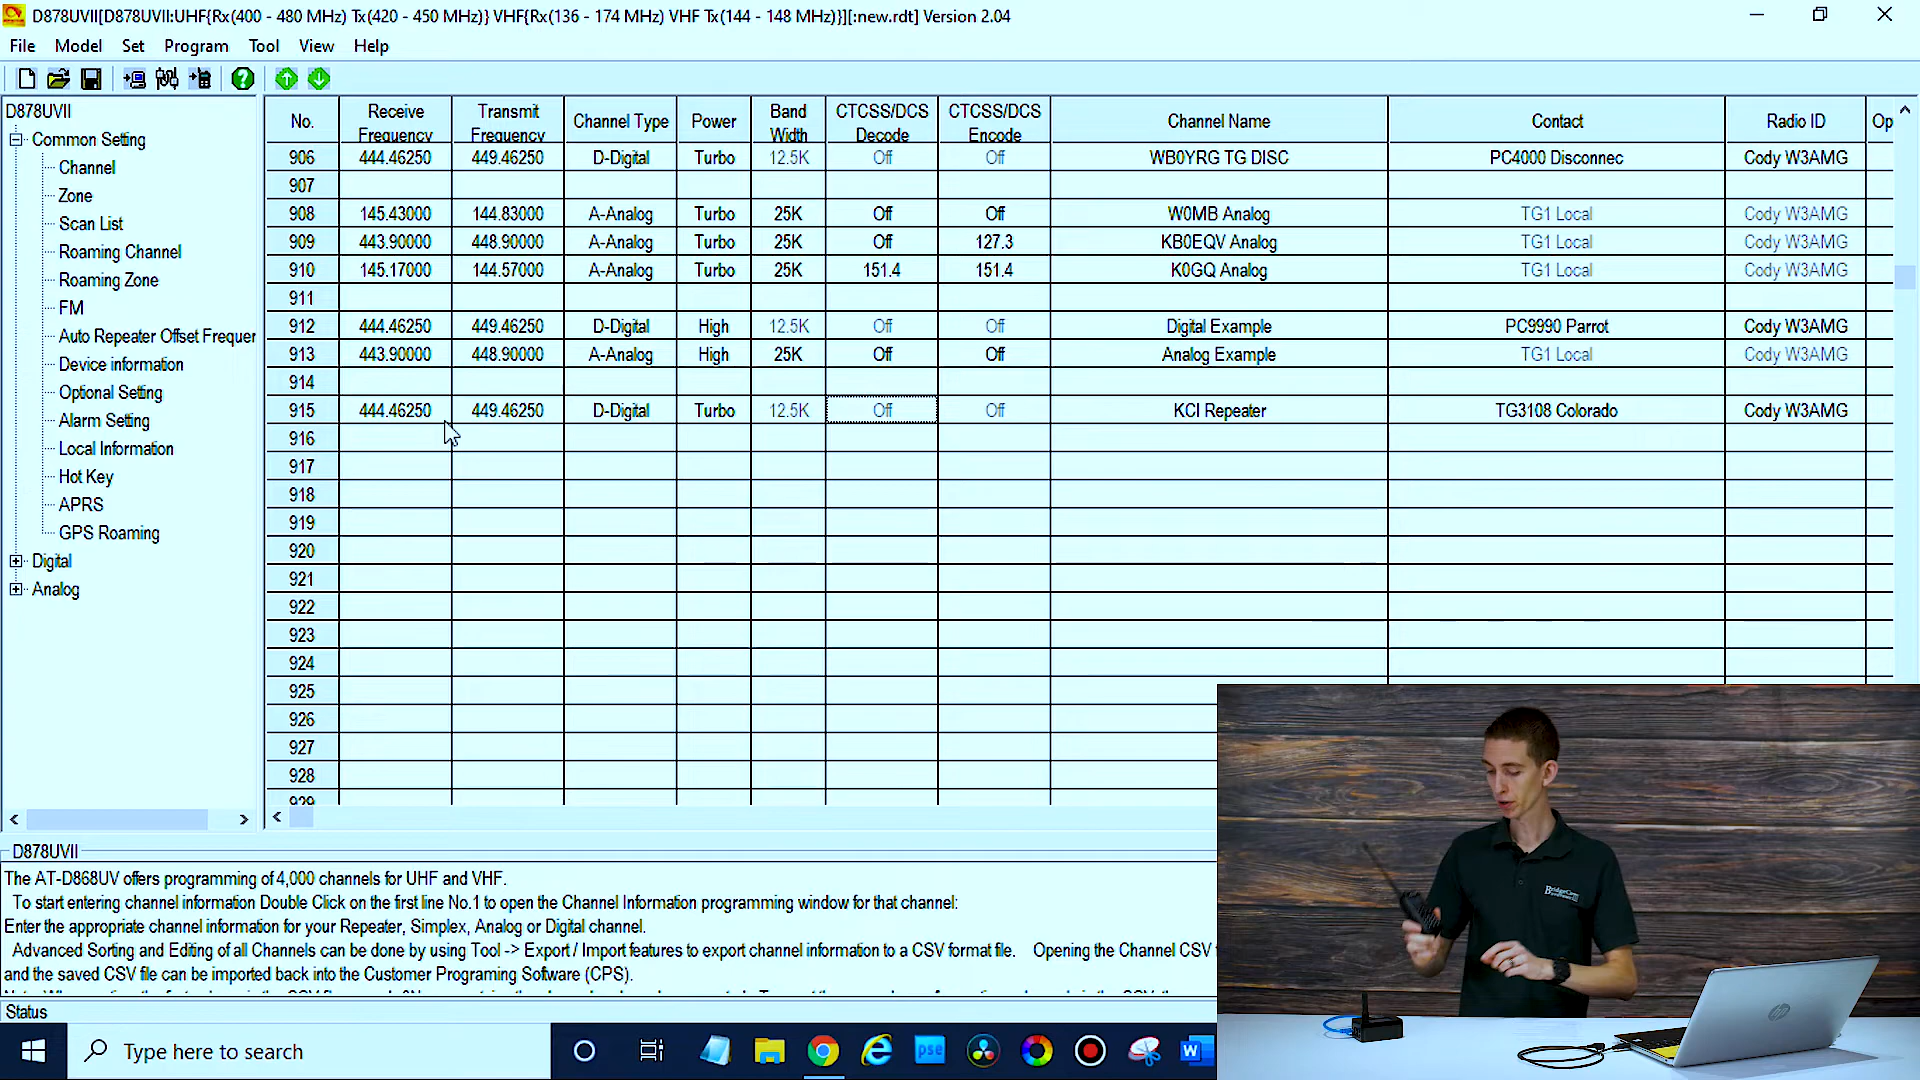 D878UVII[D878UVII:UHF{Rx(400 - 480 MHz) Tx(420 - 450 MHz)} VHF{Rx(136 - 174 MHz) VHF Tx(144 - 148 MHz)}][:new.rdt] Version 2.04
File Model Set Program Tool View Help
D878UVII
Common Setting
Channel
Zone
Scan List
Roaming Channel
Roaming Zone
FM
Auto Repeater Offset Frequer
Device information
Optional Setting
Alarm Setting
Local Information
Hot Key
APRS
GPS Roaming
Digital
Analog
No. Receive Frequency Transmit Frequency Channel Type Power Band Width CTCSS/DCS Decode CTCSS/DCS Encode Channel Name Contact Radio ID Op
906 444.46250 449.46250 D-Digital Turbo 12.5K Off Off WB0YRG TG DISC PC4000 Disconnec Cody W3AMG
907
908 145.43000 144.83000 A-Analog Turbo 25K Off Off W0MB Analog TG1 Local Cody W3AMG
909 443.90000 448.90000 A-Analog Turbo 25K Off 127.3 KB0EQV Analog TG1 Local Cody W3AMG
910 145.17000 144.57000 A-Analog Turbo 25K 151.4 151.4 K0GQ Analog TG1 Local Cody W3AMG
911
912 444.46250 449.46250 D-Digital High 12.5K Off Off Digital Example PC9990 Parrot Cody W3AMG
913 443.90000 448.90000 A-Analog High 25K Off Off Analog Example TG1 Local Cody W3AMG
914
915 444.46250 449.46250 D-Digital Turbo 12.5K Off Off KCI Repeater TG3108 Colorado Cody W3AMG
916
917
918
919
920
921
922
923
924
925
926
927
928
929
D878UVII
The AT-D868UV offers programming of 4,000 channels for UHF and VHF.
To start entering channel information Double Click on the first line No.1 to open the Channel Information programming window for that channel:
Enter the appropriate channel information for your Repeater, Simplex, Analog or Digital channel.
Advanced Sorting and Editing of all Channels can be done by using Tool -> Export / Import features to export channel information to a CSV format file. Opening the Channel CSV
and the saved CSV file can be imported back into the Customer Programing Software (CPS).
Status
Type here to search
pse
W
hp